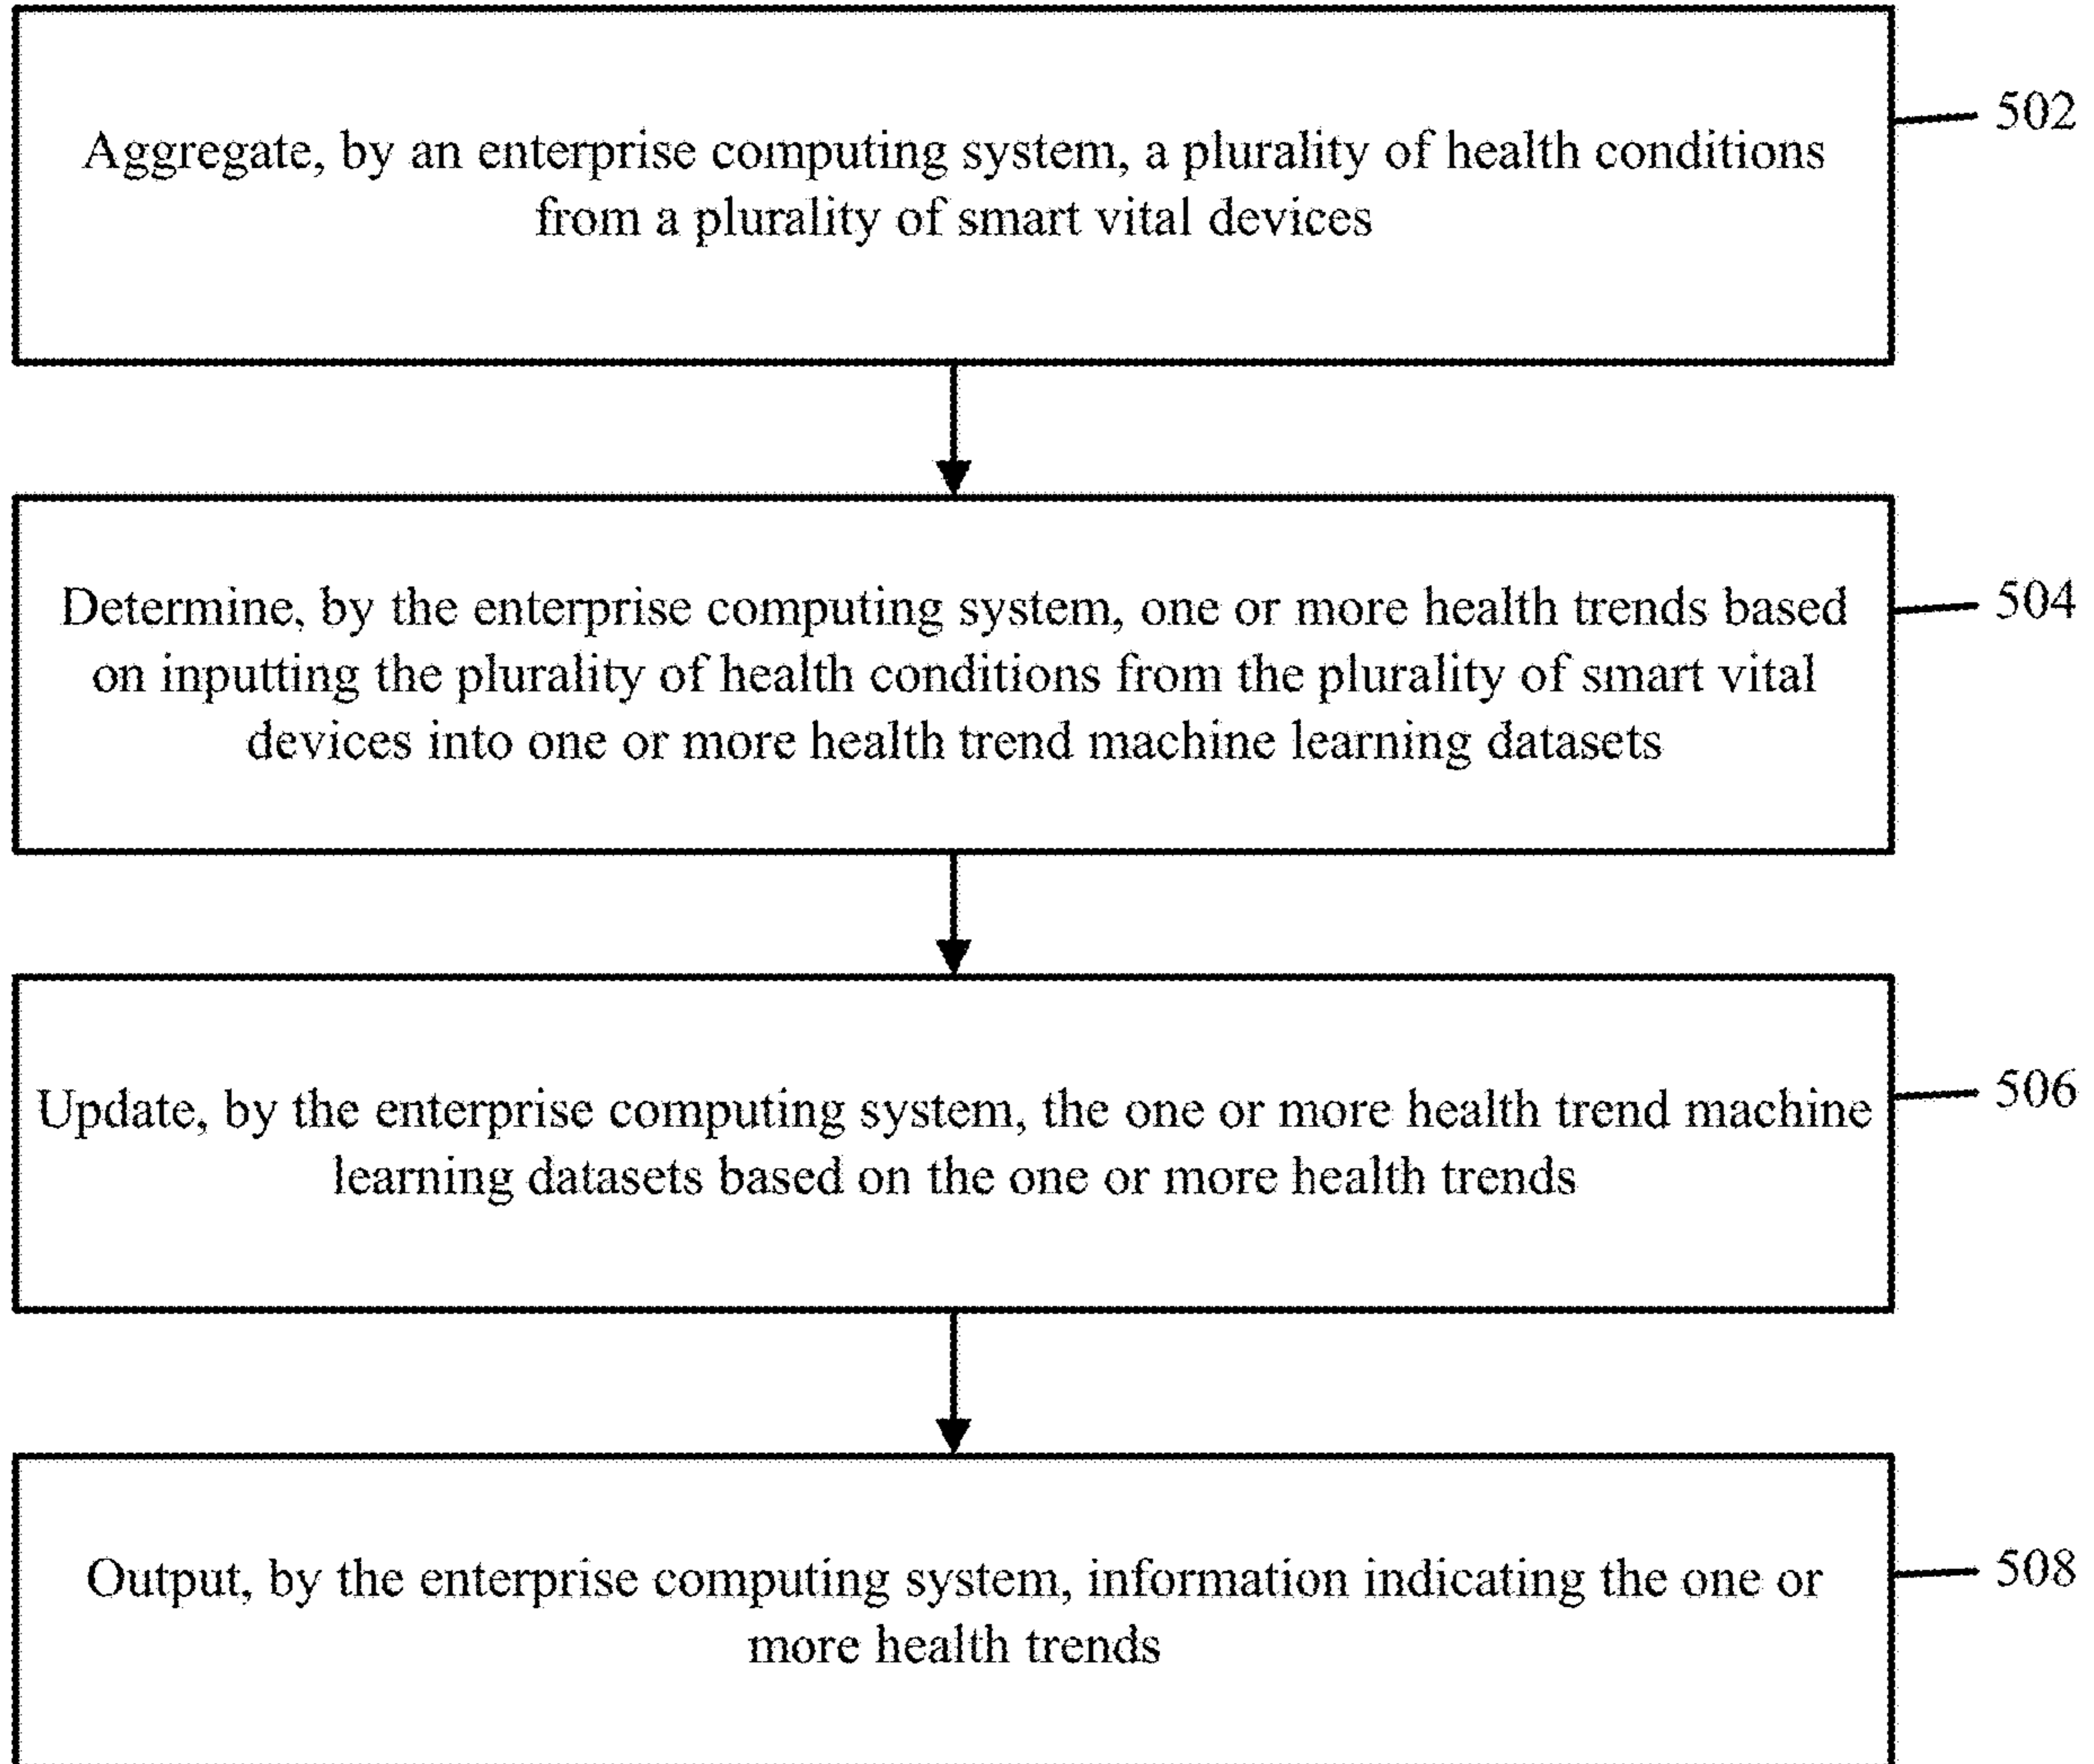 Aggregate, by an enterprise computing system, a plurality of health conditions
from a plurality of smart vital devices
502
Determine, by the enterprise computing system, one or more health trends based
on inputting the plurality of health conditions from the plurality of smart vital
devices into one or more health trend machine learning datasets
504
Update, by the enterprise computing system, the one or more health trend machine
learning datasets based on the one or more health trends
506
Output, by the enterprise computing system, information indicating the one or
more health trends
508